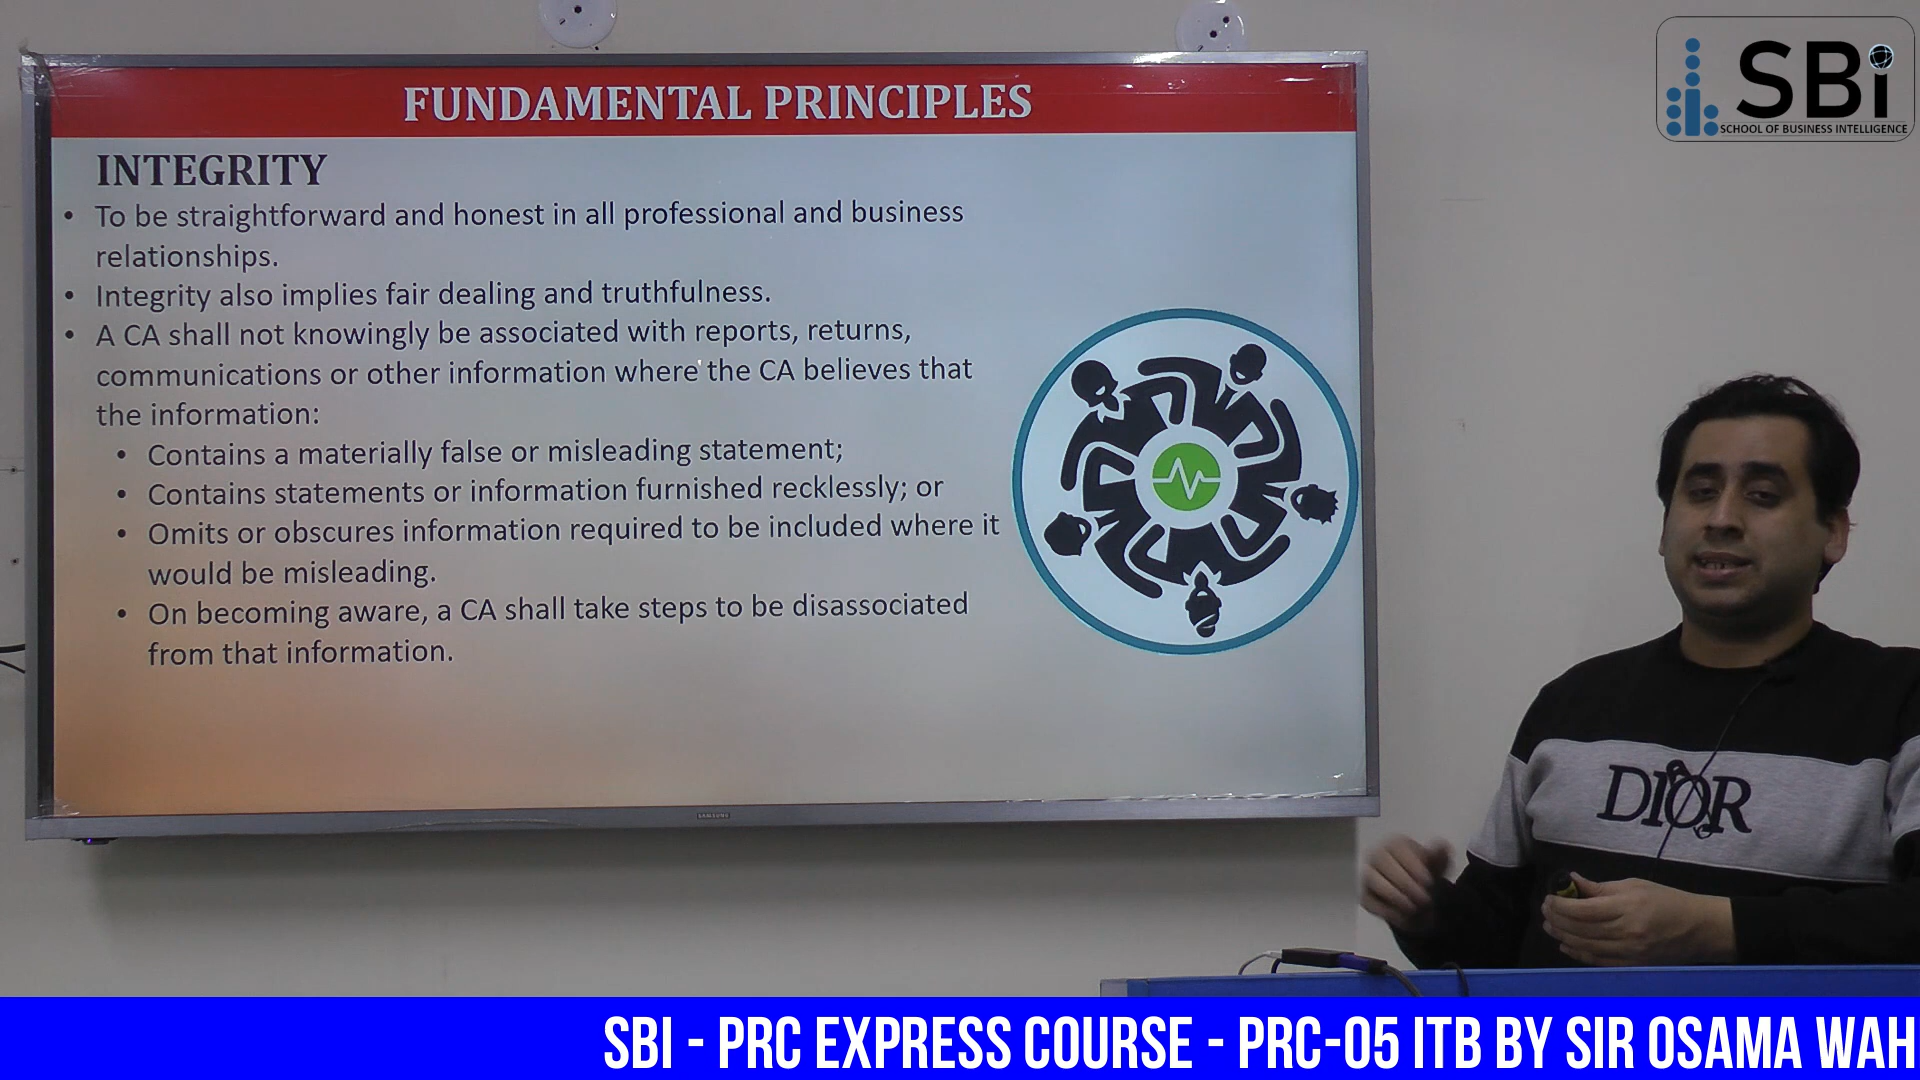 FUNDAMENTAL PRINCIPLES
SBi
SCHOOL OF BUSINESS INTELLIGENCE
INTEGRITY
• To be straightforward and honest in all professional and business
relationships.
• Integrity also implies fair dealing and truthfulness.
• A CA shall not knowingly be associated with reports, returns,
communications or other information where the CA believes that
the information:
• Contains a materially false or misleading statement;
• Contains statements or information furnished recklessly; or
• Omits or obscures information required to be included where it
would be misleading.
• On becoming aware, a CA shall take steps to be disassociated
from that information.
SAMSUNG
DIOR
SBI - PRC EXPRESS COURSE - PRC-05 ITB BY SIR OSAMA WAH